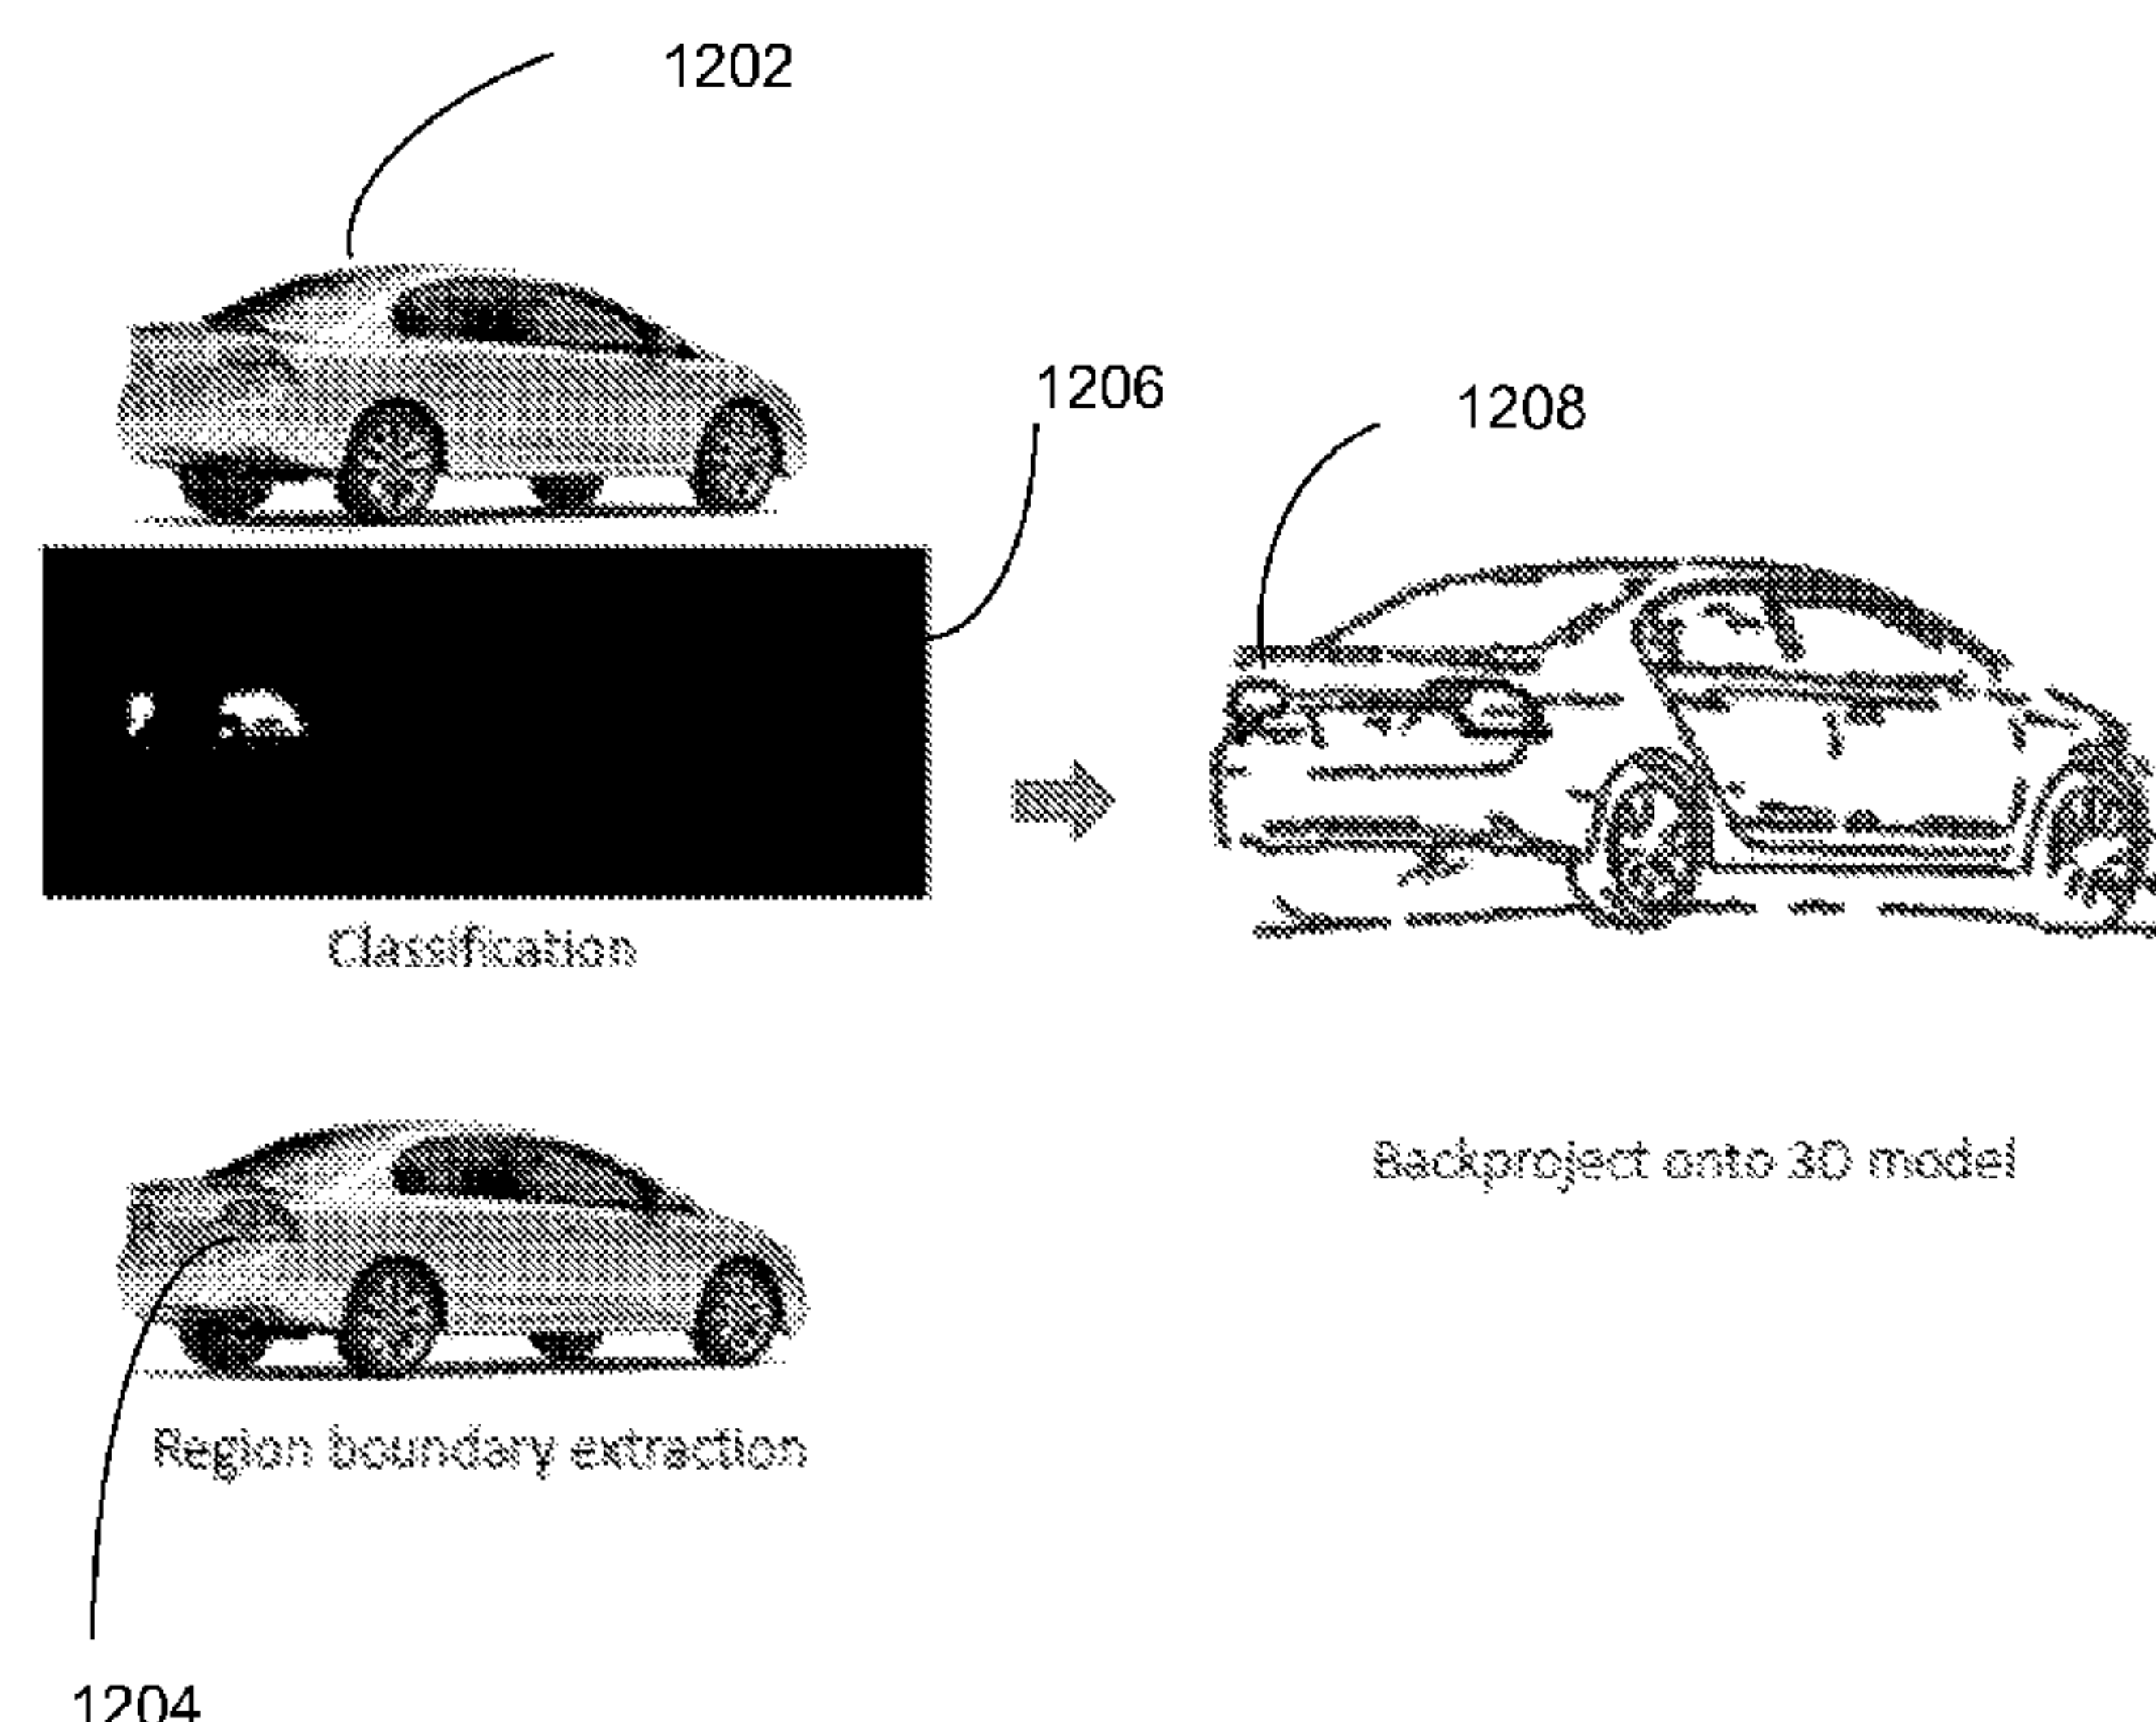 1202
1206
1208
Classification
Backproject onto 3D model
Region boundary extraction
1204